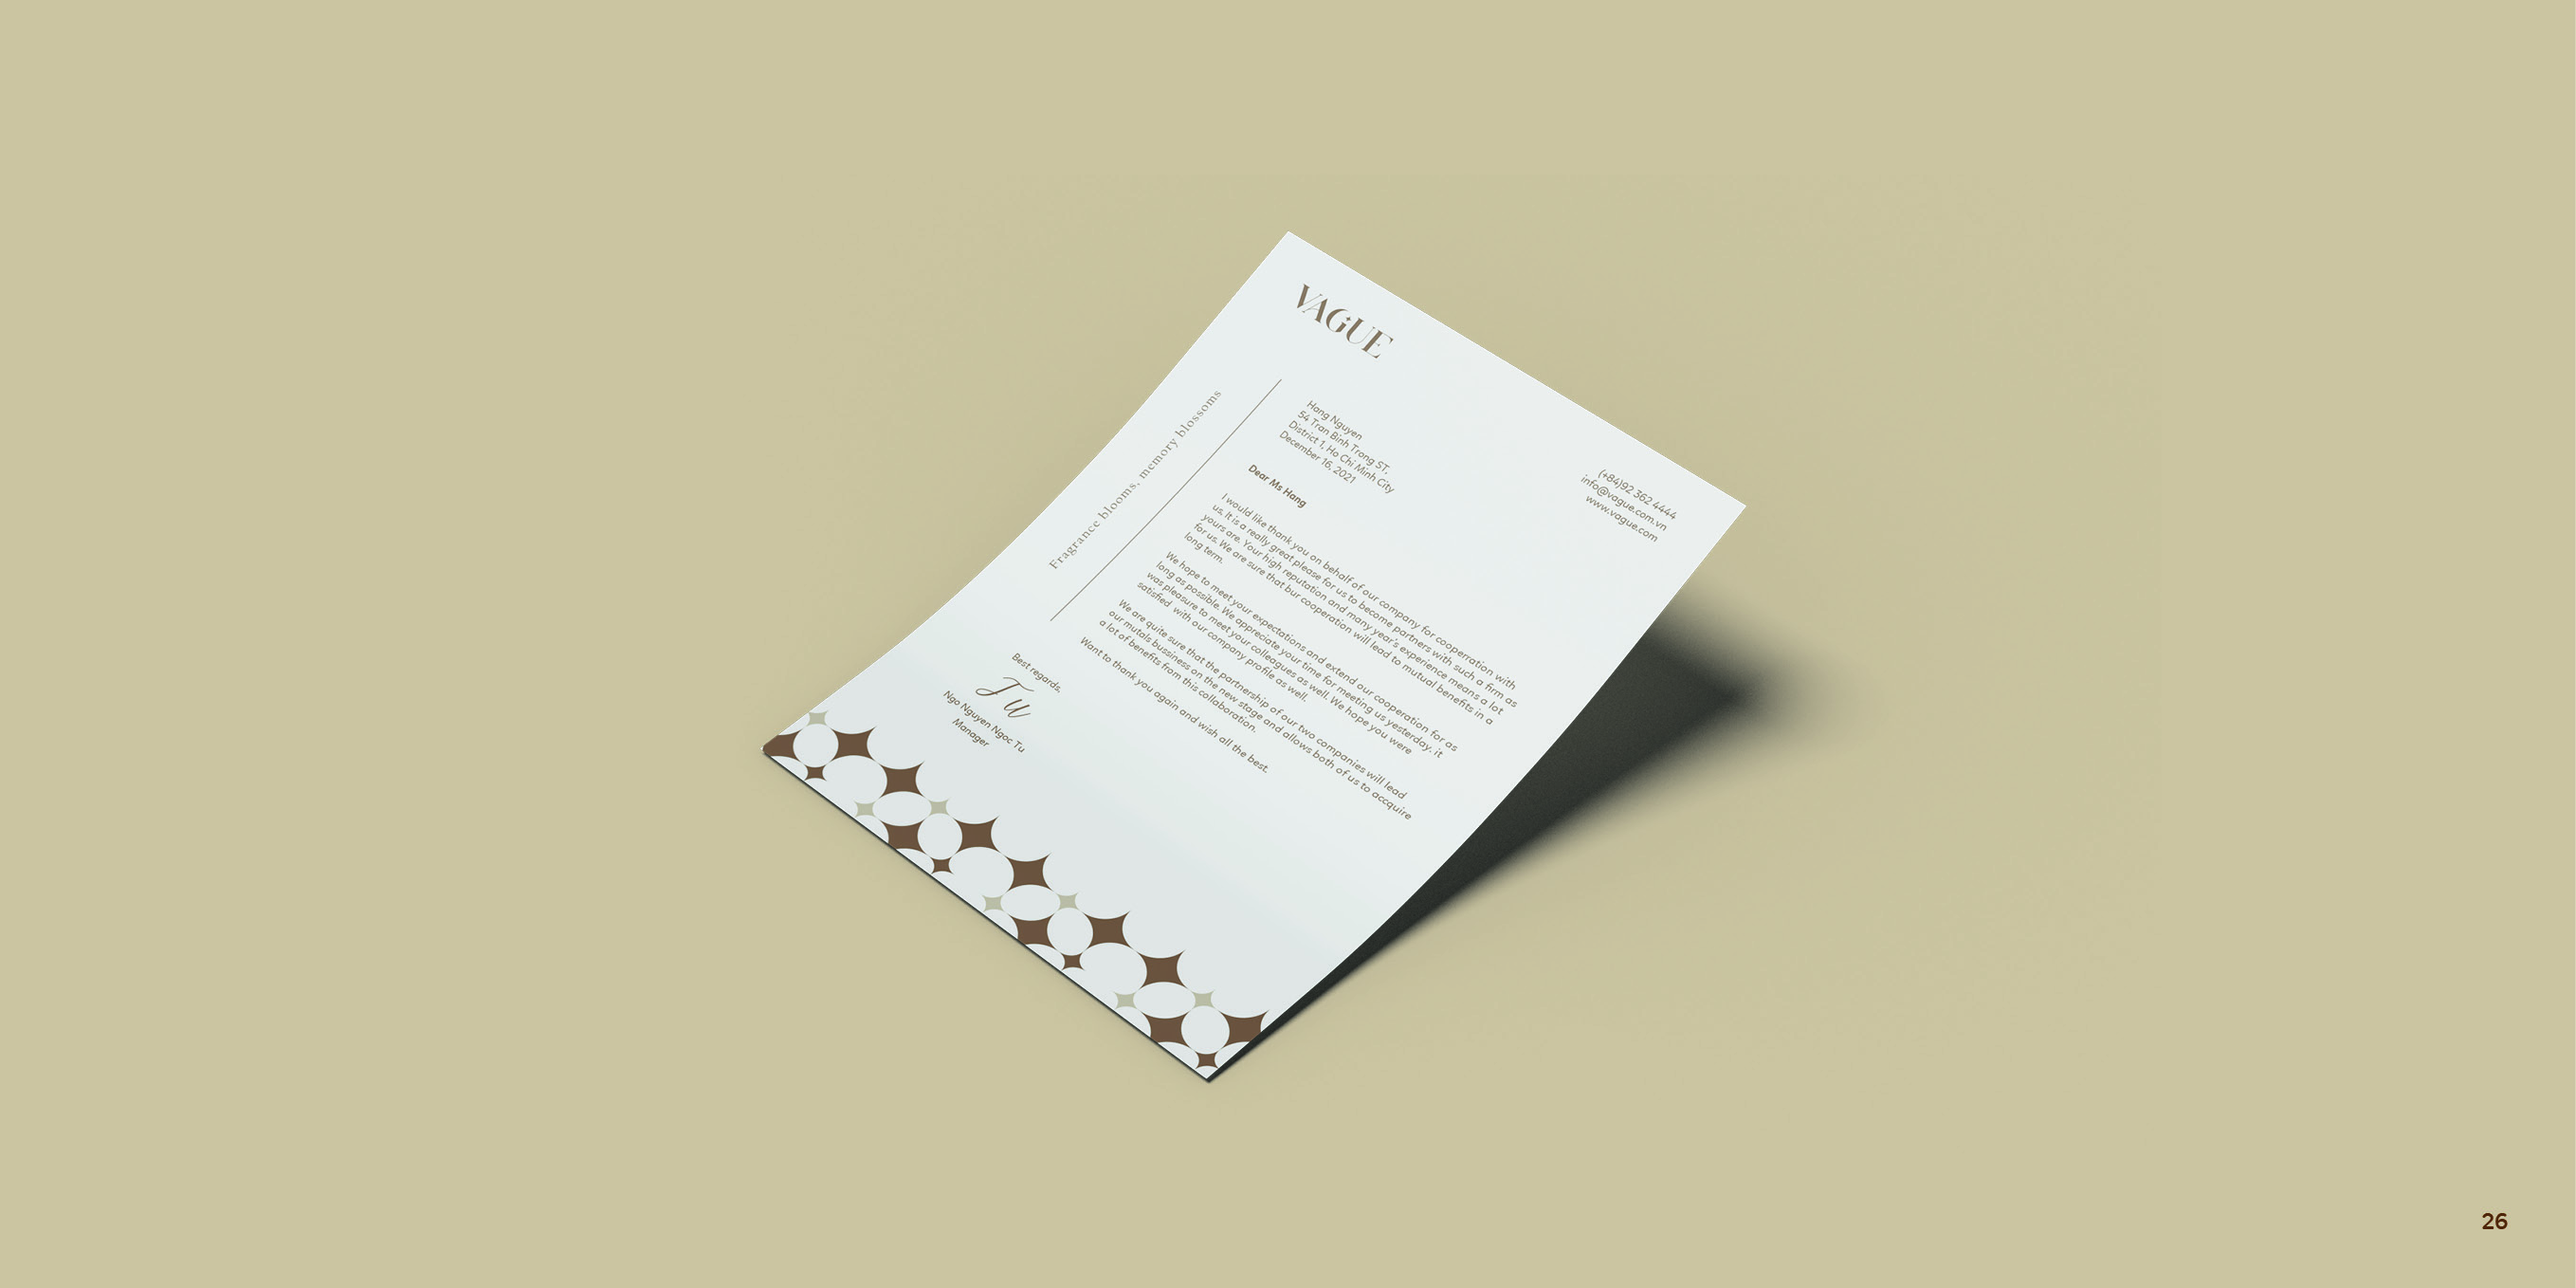 VAGUE
(+84)92 362 4444
info@vague.com.vn
www.vague.com
Fragrance blooms, memory blossoms
Hang Nguyen
54 Tran Binh Trong ST,
District 1, Ho Chi Minh City
December 16, 2021
Dear Ms Hang
I would like thank you on behalf of our company for cooperration with
us. It is a really great please for us to become partners with such a firm as
yours are. Your high reputation and many year's experience means a lot
for us. We are sure that bur cooperation will lead to mutual benefits in a
long term.
We hope to meet your expectations and extend our cooperation for as
long as possible. We appreciate your time for meeting us yesterday. it
was pleasure to meet your colleagues as well. We hope you were
satisfied with our company profile as well.
We are quite sure that the partnership of our two companies will lead
our mutals bussiness on the new stage and allows both of us to accquire
a lot of benefits from this collaboration.
Want to thank you again and wish all the best.
Best regards,
Tu
Ngo Nguyen Ngoc Tu
Manager
26